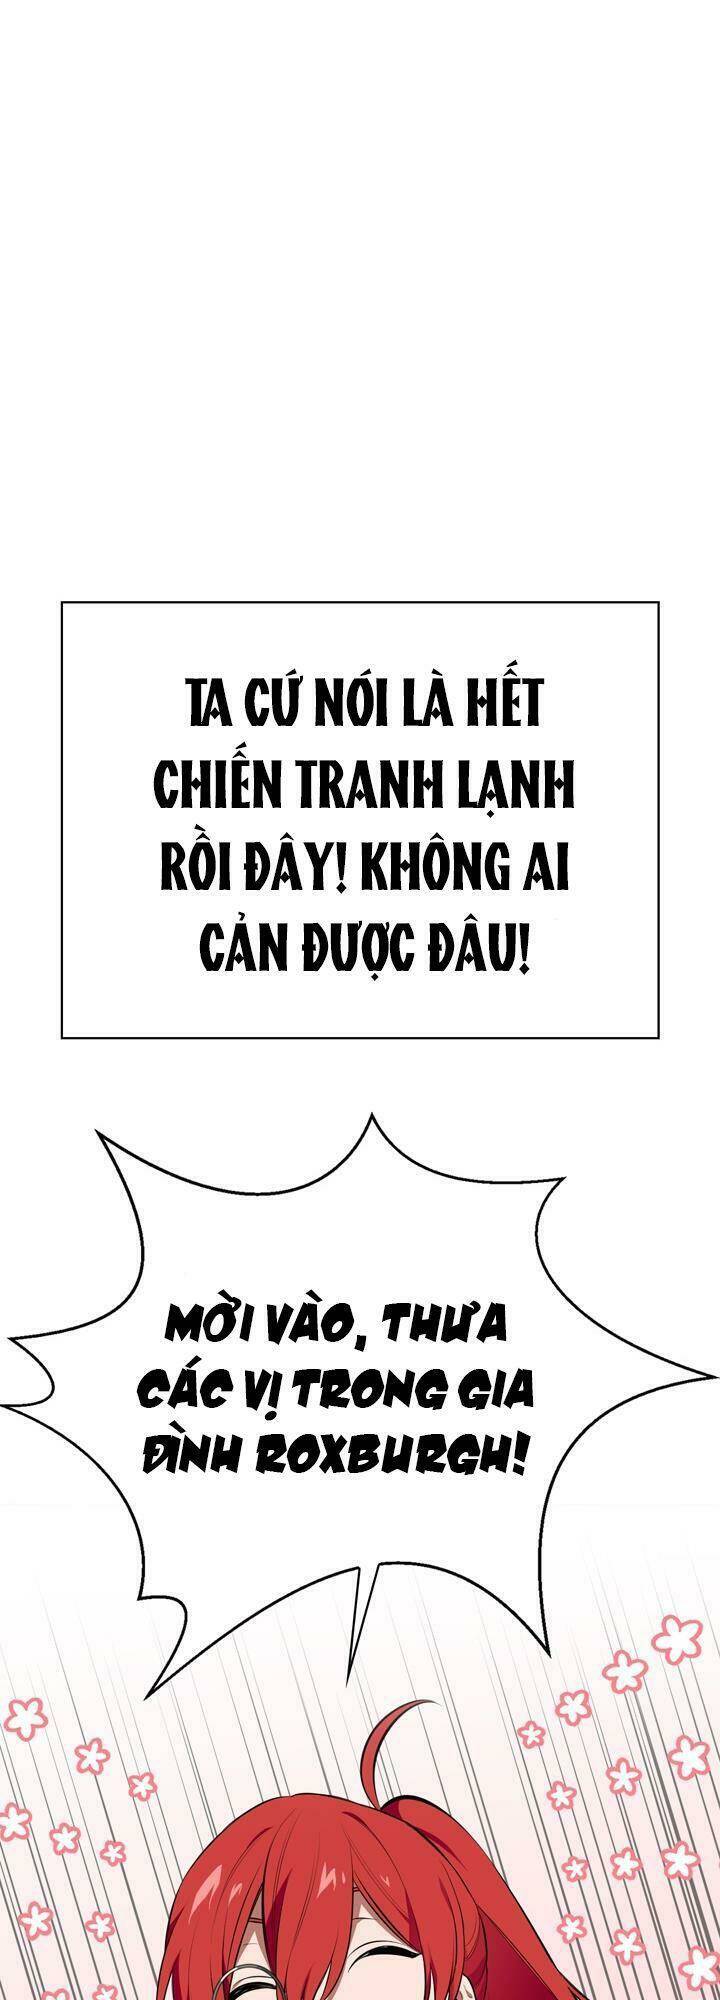 TA CỨ NÓI LÀ HẾT
CHIẾN TRANH LẠNH
RỒI ĐÂY! KHÔNG AI
CẢN ĐƯỢC ĐÂU!
MỜI VÀO, THƯA
CÁC VỊ TRONG GIA
ĐÌNH ROXBURGH!